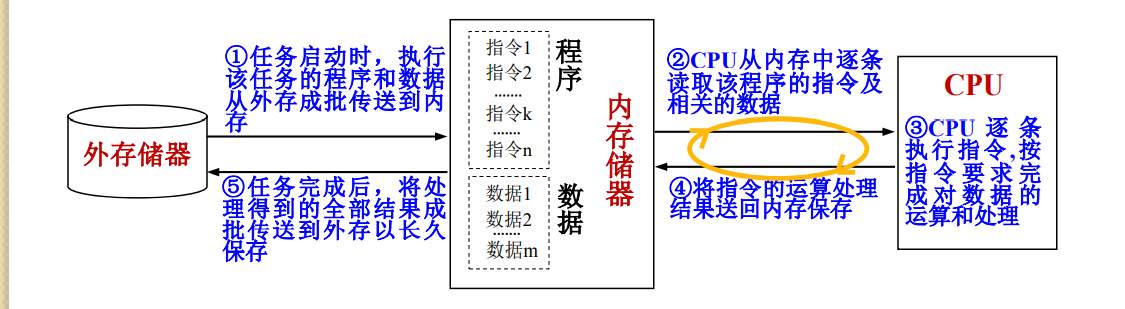 外存储器
①任务启动时，执行
该任务的程序和数据
从外存成批传送到内
存
⑤任务完成后，将处
理得到的全部结果成
批传送到外存以长久
保存
指令1
指令2
.......
指令k
.......
指令n
程序
数据1
数据2
.......
数据m
数据
内存储器
②CPU从内存中逐条
读取该程序的指令及
相关的数据
④将指令的运算处理
结果送回内存保存
CPU
③CPU 逐条
执行指令,按
指令要求完
成对数据的
运算和处理